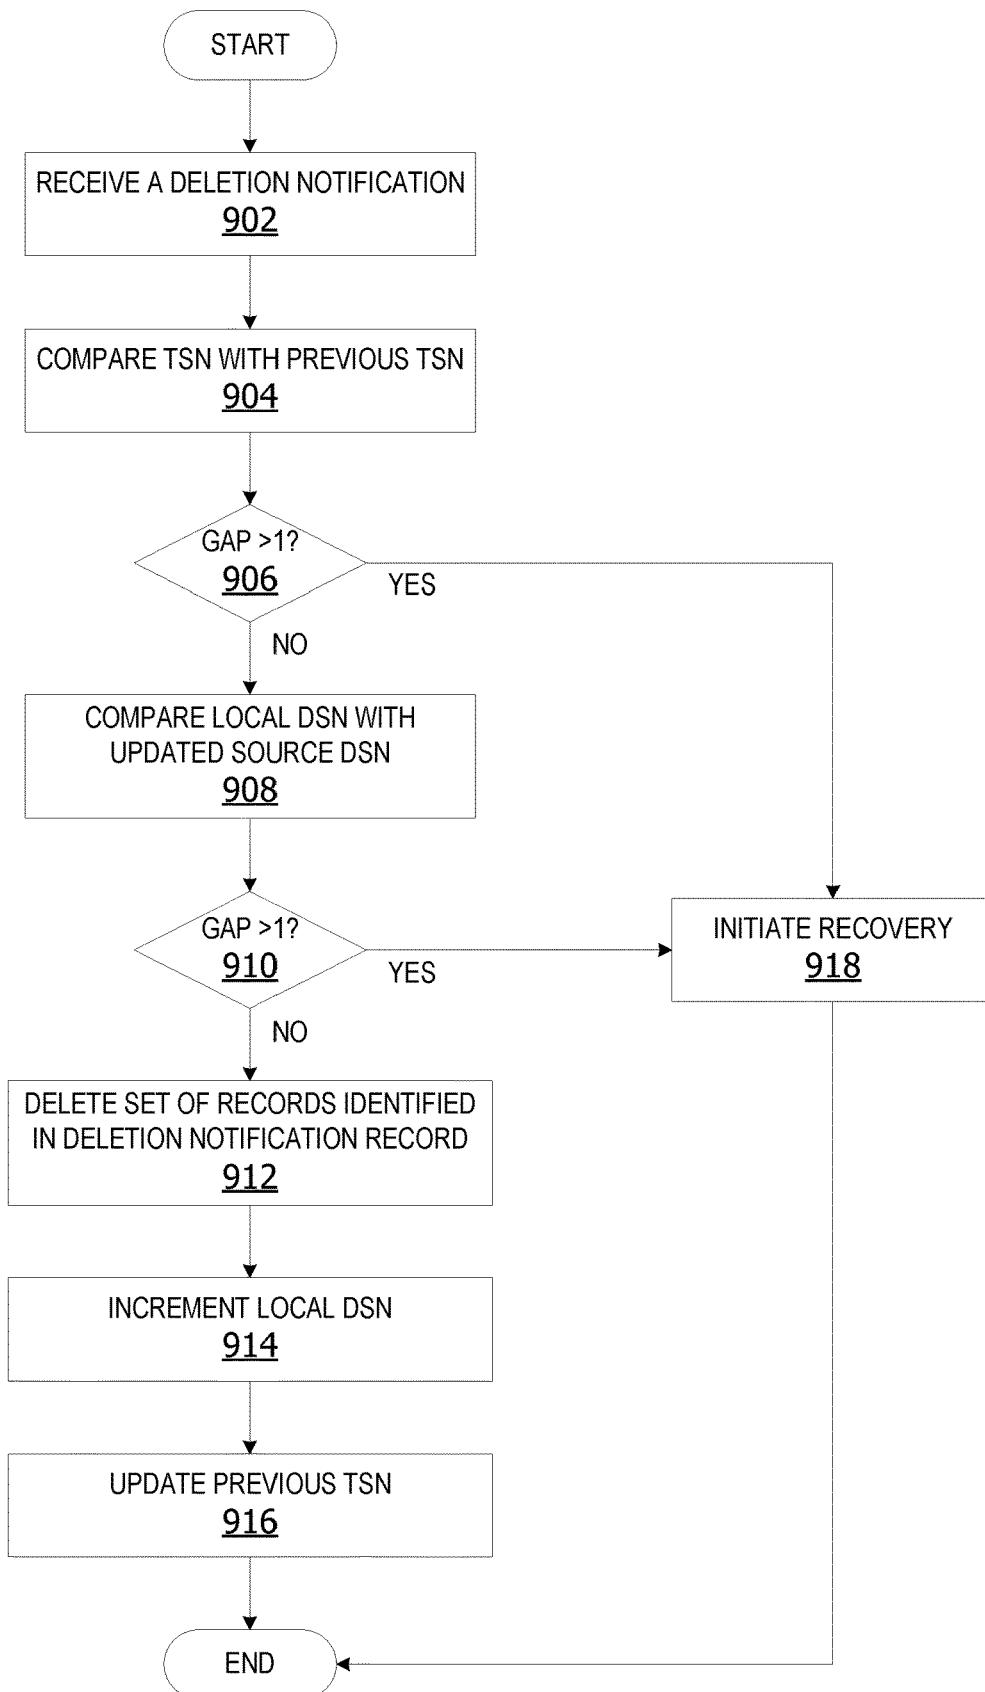 START
RECEIVE A DELETION NOTIFICATION
902
COMPARE TSN WITH PREVIOUS TSN
904
GAP >1?
906
YES
NO
COMPARE LOCAL DSN WITH
UPDATED SOURCE DSN
908
GAP >1?
910
YES
NO
INITIATE RECOVERY
918
DELETE SET OF RECORDS IDENTIFIED
IN DELETION NOTIFICATION RECORD
912
INCREMENT LOCAL DSN
914
UPDATE PREVIOUS TSN
916
END